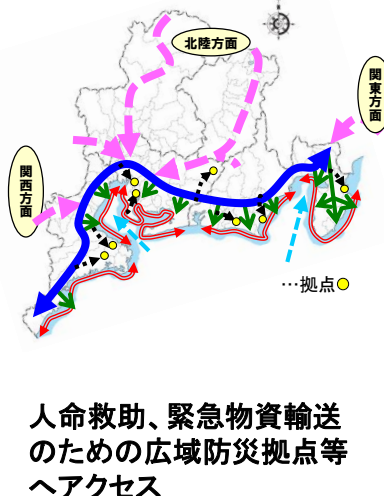 北陸方面
関東方面
関西方面
…拠点
人命救助、緊急物資輸送
のための広域防災拠点等
へアクセス